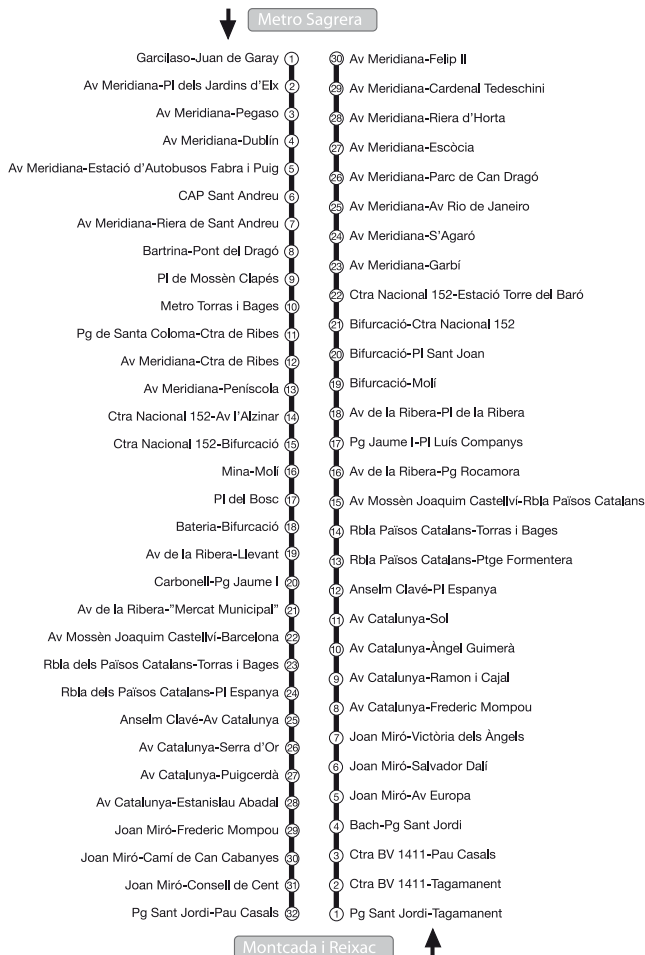 Metro Sagrera
Garcilaso-Juan de Garay 1
Av Meridiana-Pl dels Jardins d'Elx 2
Av Meridiana-Pegaso 3
Av Meridiana-Dublín 4
Av Meridiana-Estació d'Autobusos Fabra i Puig 5
CAP Sant Andreu 6
Av Meridiana-Riera de Sant Andreu 7
Bartrina-Pont del Dragó 8
Pl de Mossèn Clapés 9
Metro Torras i Bages 10
Pg de Santa Coloma-Ctra de Ribes 11
Av Meridiana-Ctra de Ribes 12
Av Meridiana-Peníscola 13
Ctra Nacional 152-Av l'Alzinar 14
Ctra Nacional 152-Bifurcació 15
Mina-Molí 16
Pl del Bosc 17
Bateria-Bifurcació 18
Av de la Ribera-Llevant 19
Carbonell-Pg Jaume I 20
Av de la Ribera-"Mercat Municipal" 21
Av Mossèn Joaquim Castellví-Barcelona 22
Rbla dels Països Catalans-Torras i Bages 23
Rbla dels Països Catalans-Pl Espanya 24
Anselm Clavé-Av Catalunya 25
Av Catalunya-Serra d'Or 26
Av Catalunya-Puigcerdà 27
Av Catalunya-Estanislau Abadal 28
Joan Miró-Frederic Mompou 29
Joan Miró-Camí de Can Cabanyes 30
Joan Miró-Consell de Cent 31
Pg Sant Jordi-Pau Casals 32
30 Av Meridiana-Felip II
29 Av Meridiana-Cardenal Tedeschini
28 Av Meridiana-Riera d'Horta
27 Av Meridiana-Escòcia
26 Av Meridiana-Parc de Can Dragó
25 Av Meridiana-Av Rio de Janeiro
24 Av Meridiana-S'Agaró
23 Av Meridiana-Garbí
22 Ctra Nacional 152-Estació Torre del Baró
21 Bifurcació-Ctra Nacional 152
20 Bifurcació-Pl Sant Joan
19 Bifurcació-Molí
18 Av de la Ribera-Pl de la Ribera
17 Pg Jaume I-Pl Luís Companys
16 Av de la Ribera-Pg Rocamora
15 Av Mossèn Joaquim Castellví-Rbla Països Catalans
14 Rbla Països Catalans-Torras i Bages
13 Rbla Països Catalans-Ptge Formentera
12 Anselm Clavé-Pl Espanya
11 Av Catalunya-Sol
10 Av Catalunya-Àngel Guimerà
9 Av Catalunya-Ramon i Cajal
8 Av Catalunya-Frederic Mompou
7 Joan Miró-Victòria dels Àngels
6 Joan Miró-Salvador Dalí
5 Joan Miró-Av Europa
4 Bach-Pg Sant Jordi
3 Ctra BV 1411-Pau Casals
2 Ctra BV 1411-Tagamanent
1 Pg Sant Jordi-Tagamanent
Montcada i Reixac